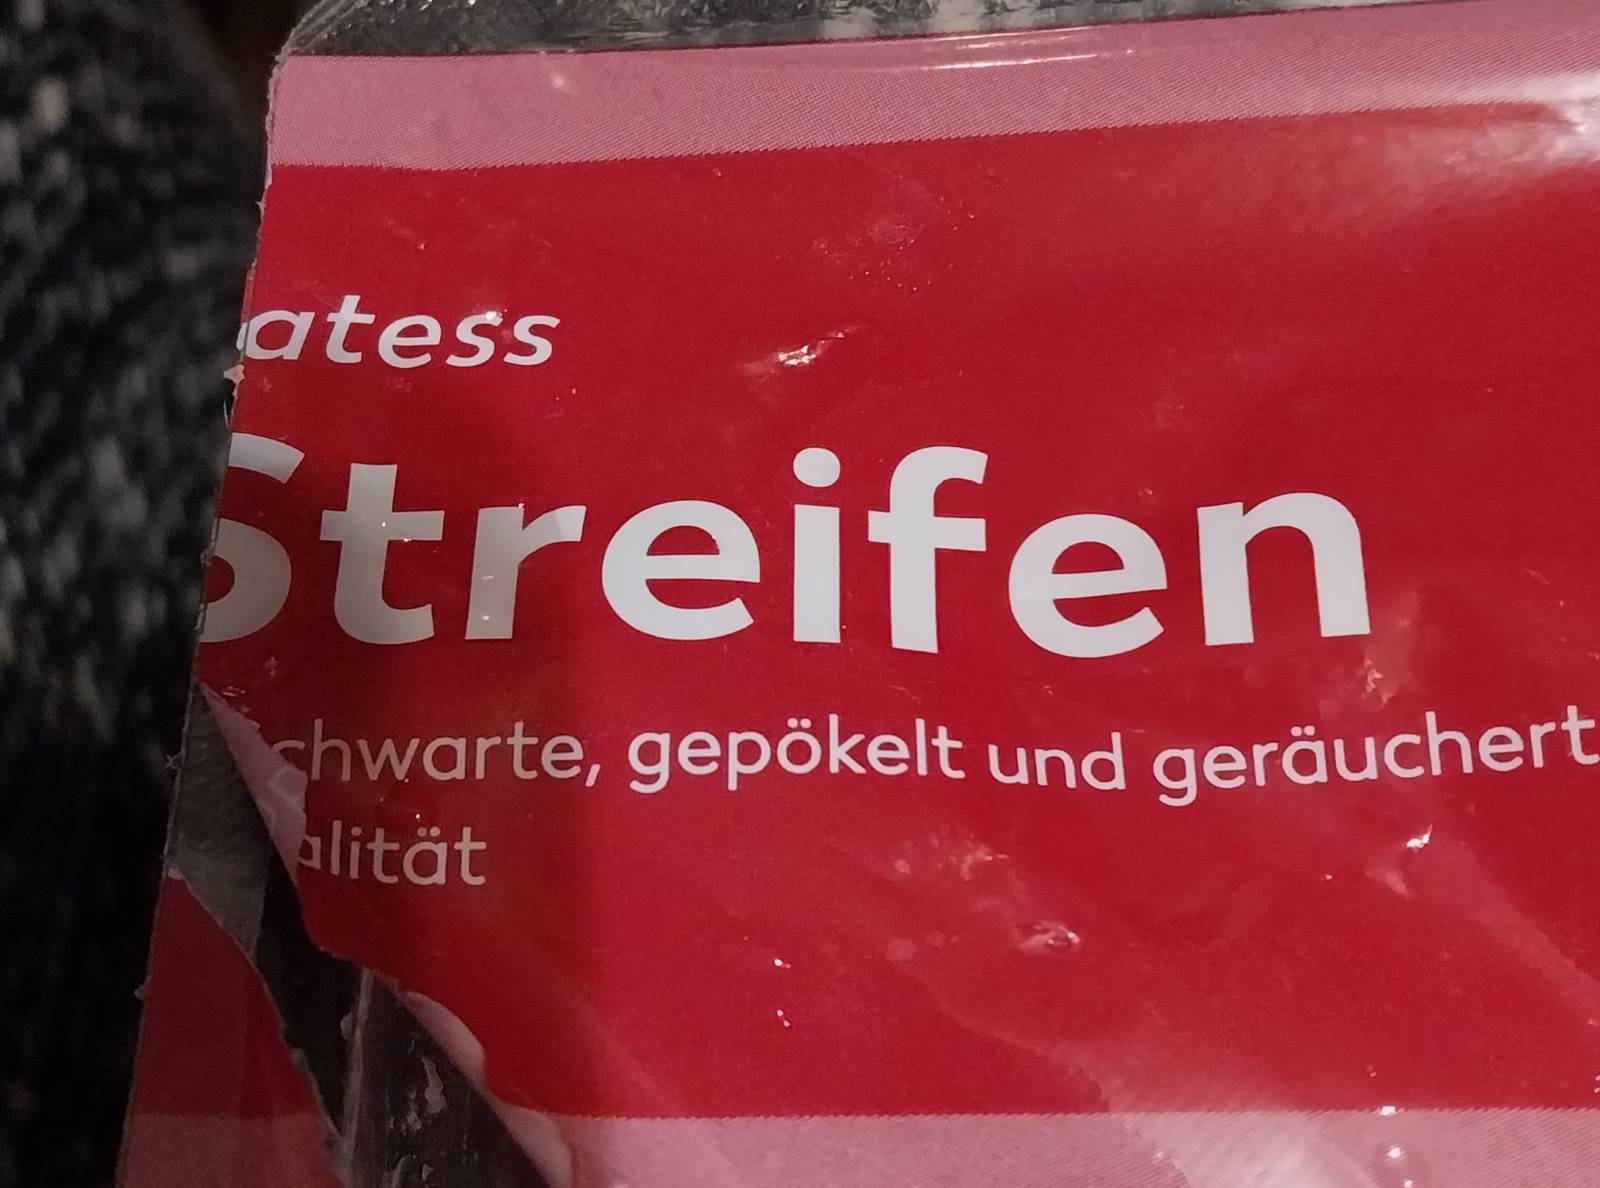 atess
Streifen
chwarte, gepökelt und geräuchert
alität